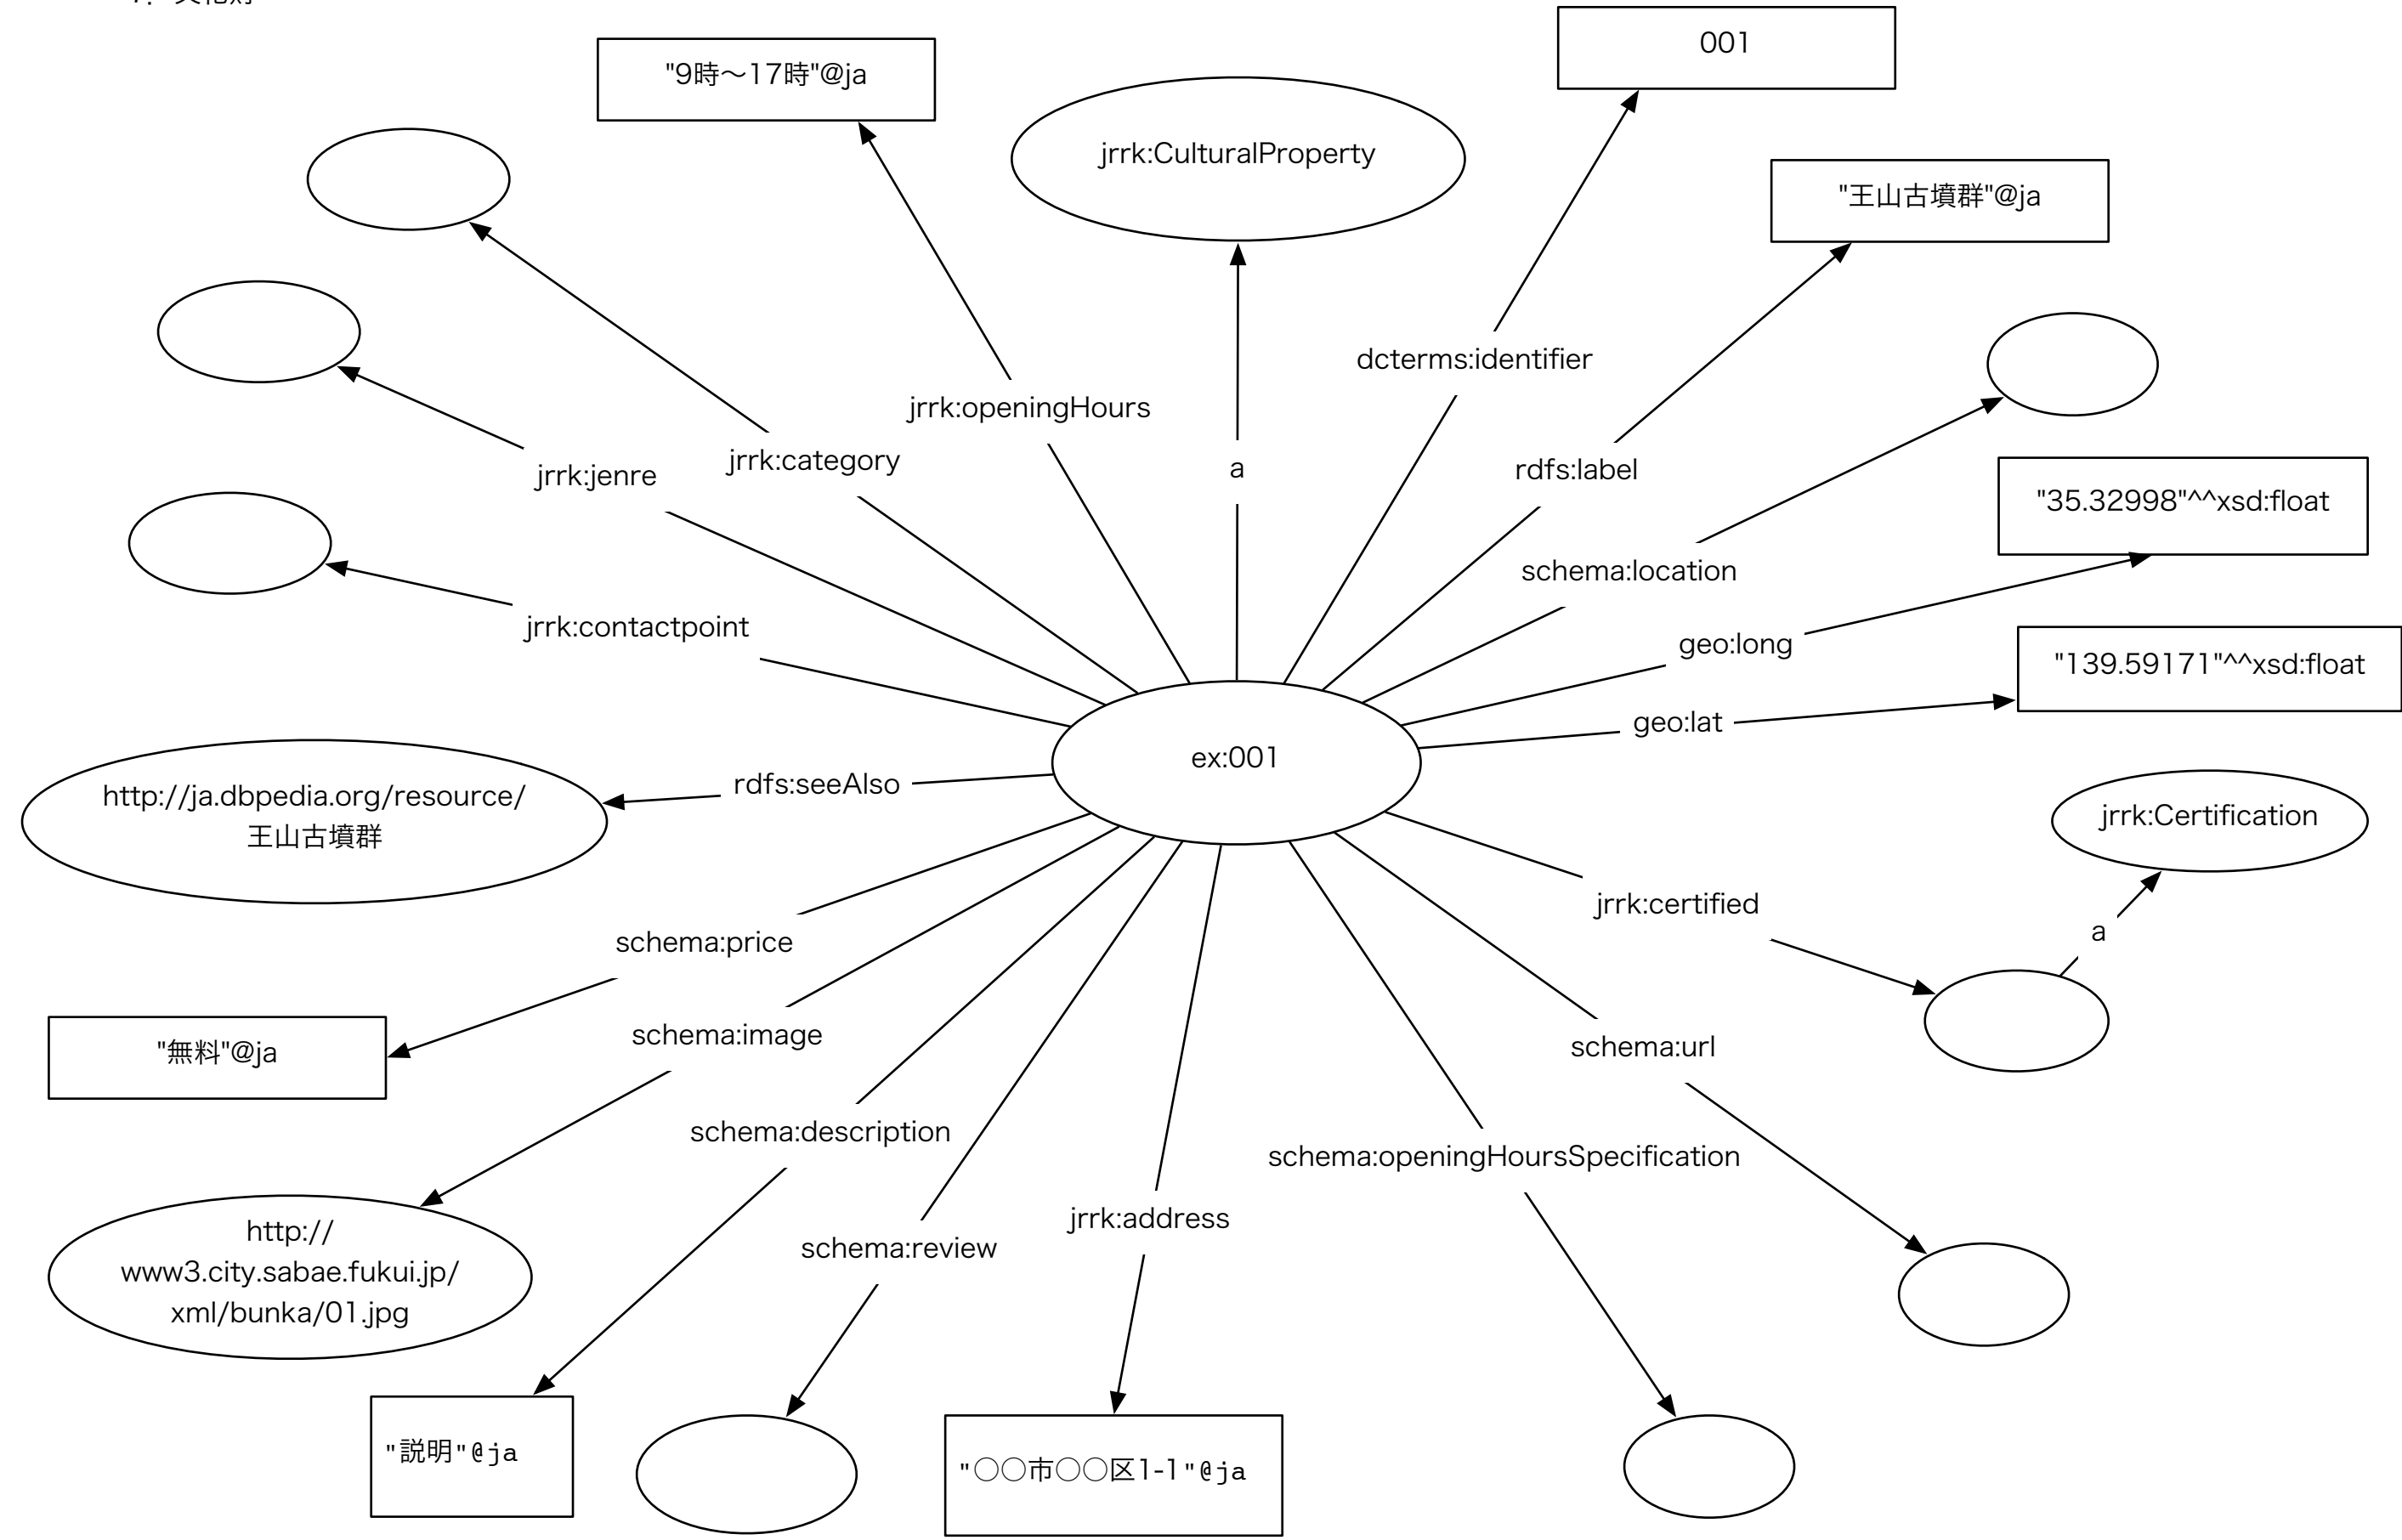 001
"9時〜17時"@ja
jrrk:CulturalProperty
"王山古墳群"@ja
dcterms:identifier
jrrk:openingHours
jrrk:category
a
rdfs:label
jrrk:jenre
"35.32998"^^xsd:float
schema:location
jrrk:contactpoint
geo:long
"139.59171"^^xsd:float
geo:lat
ex:001
rdfs:seeAlso
http://ja.dbpedia.org/resource/
王山古墳群
jrrk:Certification
jrrk:certified
a
schema:price
schema:image
schema:url
"無料"@ja
schema:description
schema:openingHoursSpecification
jrrk:address
schema:review
http://
www3.city.sabae.fukui.jp/
xml/bunka/01.jpg
"説明"@ja
"○○市○○区1-1"@ja